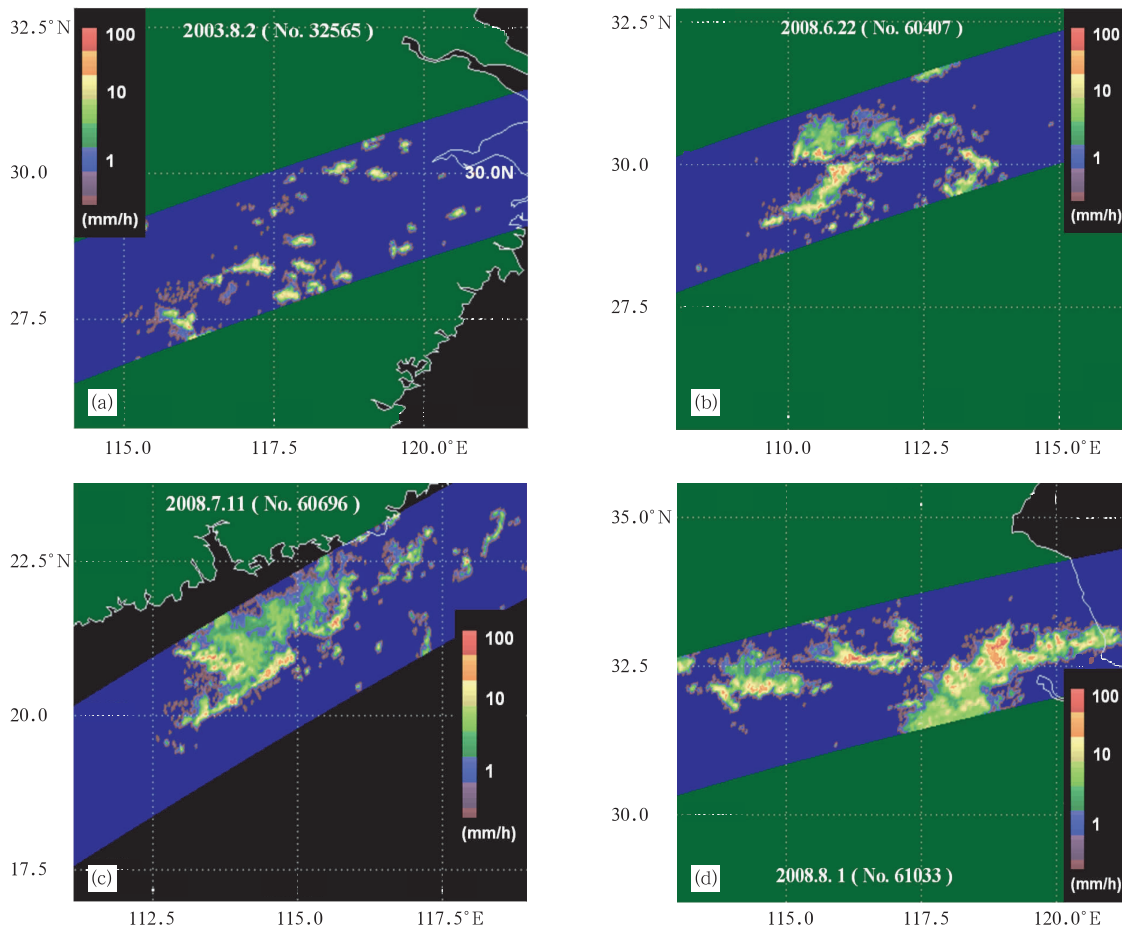 32.5°N
30.0
27.5
2003.8.2 ( No. 32565 )
100
10
1
(mm/h)
30.0N
(a)
115.0
117.5
120.0°E
32.5°N
30.0
27.5
2008.6.22 ( No. 60407 )
100
10
1
(mm/h)
(b)
110.0
112.5
115.0°E
22.5°N
20.0
17.5
2008.7.11 ( No. 60696 )
100
10
1
(mm/h)
(c)
112.5
115.0
117.5°E
35.0°N
32.5
30.0
100
10
1
(mm/h)
2008.8. 1 ( No. 61033 )
(d)
115.0
117.5
120.0°E